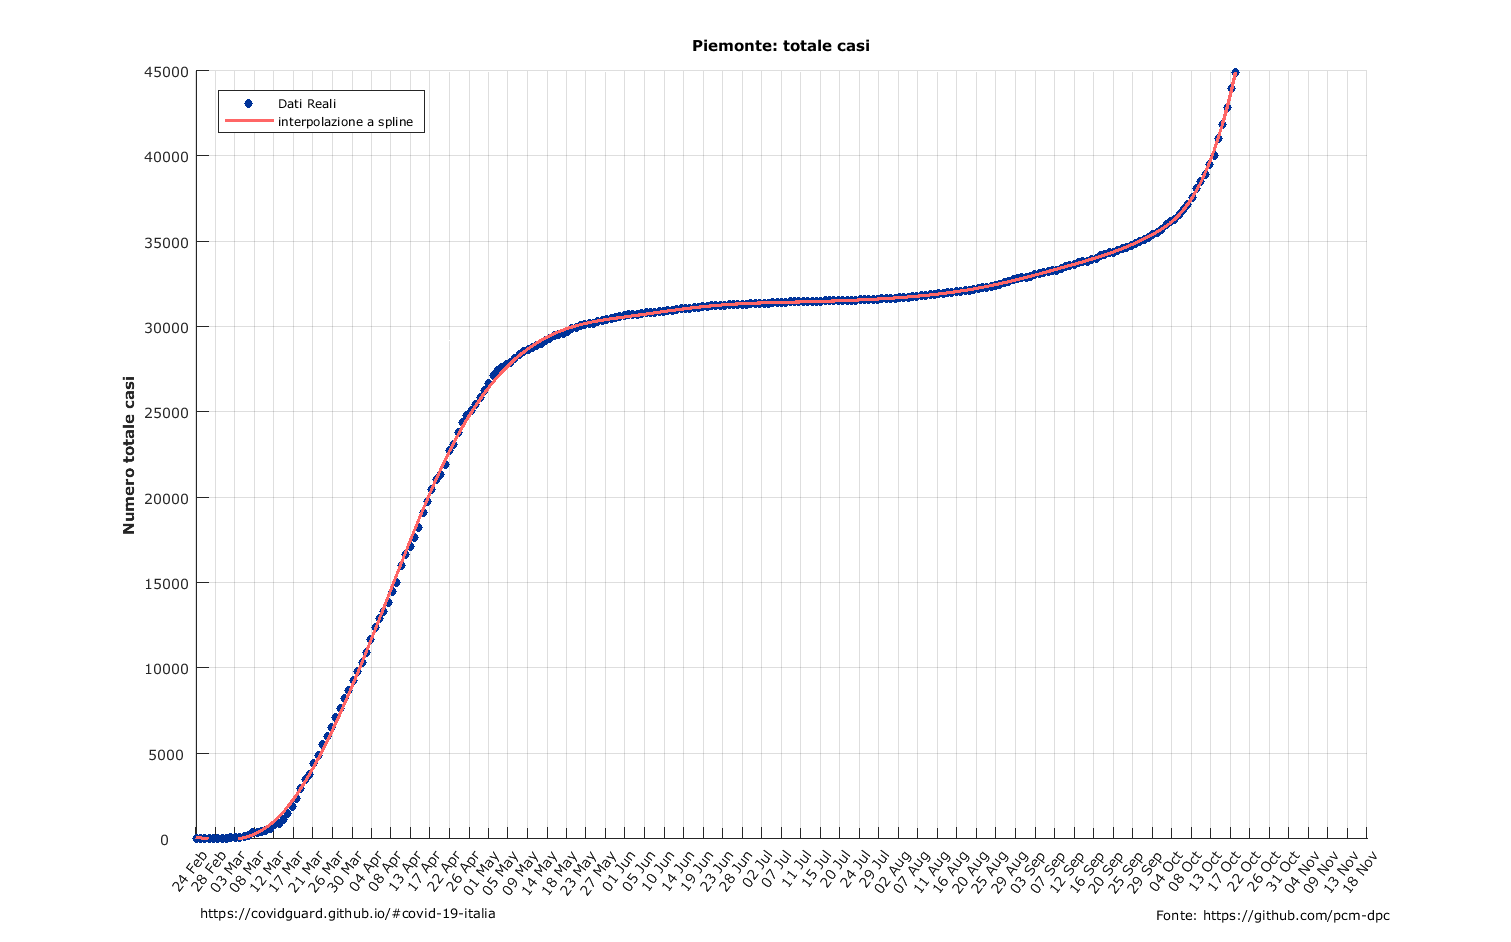 Piemonte: totale casi
45000
40000
35000
30000
25000
20000
15000
10000
5000
0
Numero totale casi
Dati Reali
interpolazione a spline
24 Feb
28 Feb
03 Mar
08 Mar
12 Mar
17 Mar
21 Mar
26 Mar
30 Mar
04 Apr
08 Apr
13 Apr
17 Apr
22 Apr
26 Apr
01 May
05 May
09 May
14 May
18 May
23 May
27 May
01 Jun
05 Jun
10 Jun
14 Jun
19 Jun
23 Jun
28 Jun
02 Jul
07 Jul
11 Jul
15 Jul
20 Jul
24 Jul
29 Jul
02 Aug
07 Aug
11 Aug
16 Aug
20 Aug
25 Aug
29 Aug
03 Sep
07 Sep
12 Sep
16 Sep
20 Sep
25 Sep
29 Sep
04 Oct
08 Oct
13 Oct
17 Oct
22 Oct
26 Oct
31 Oct
04 Nov
09 Nov
13 Nov
18 Nov
https://covidguard.github.io/#covid-19-italia
Fonte: https://github.com/pcm-dpc